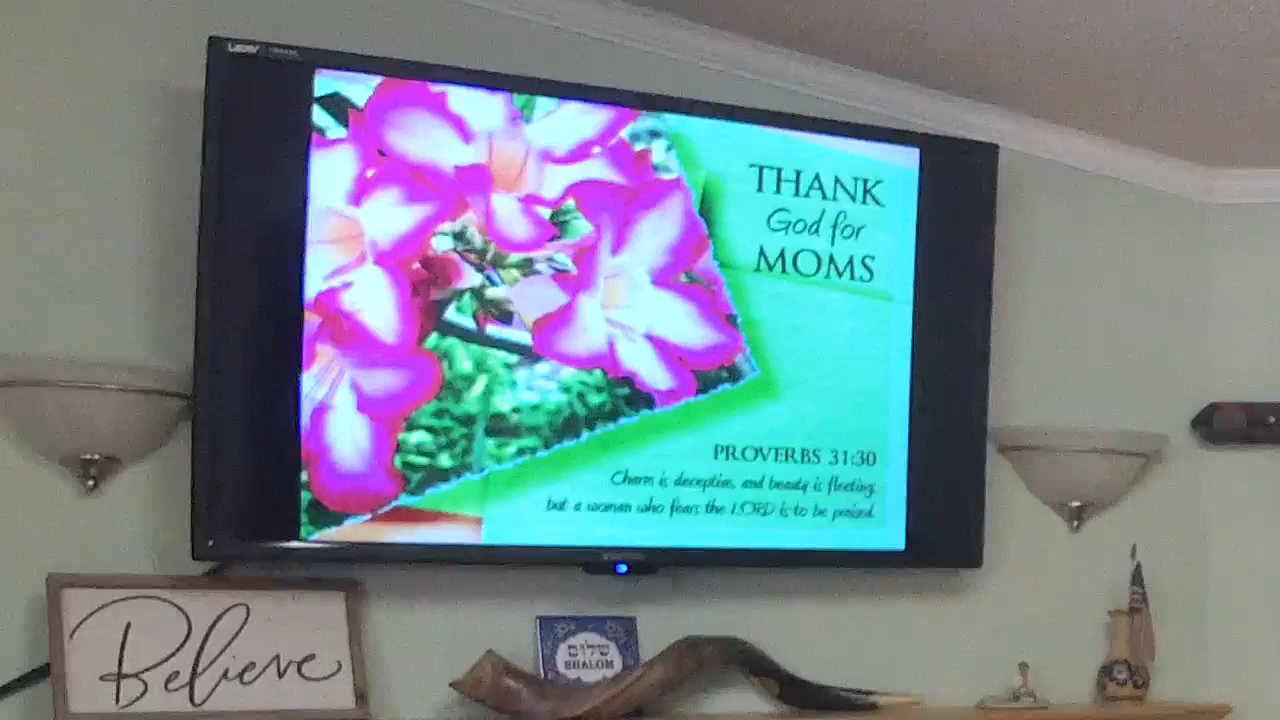 THANK
God for
MOMS
PROVERBS 31:30
Charm is deceptive, and beauty is fleeting;
but a woman who fears the LORD is to be praised.
Believe
שלום
SHALOM